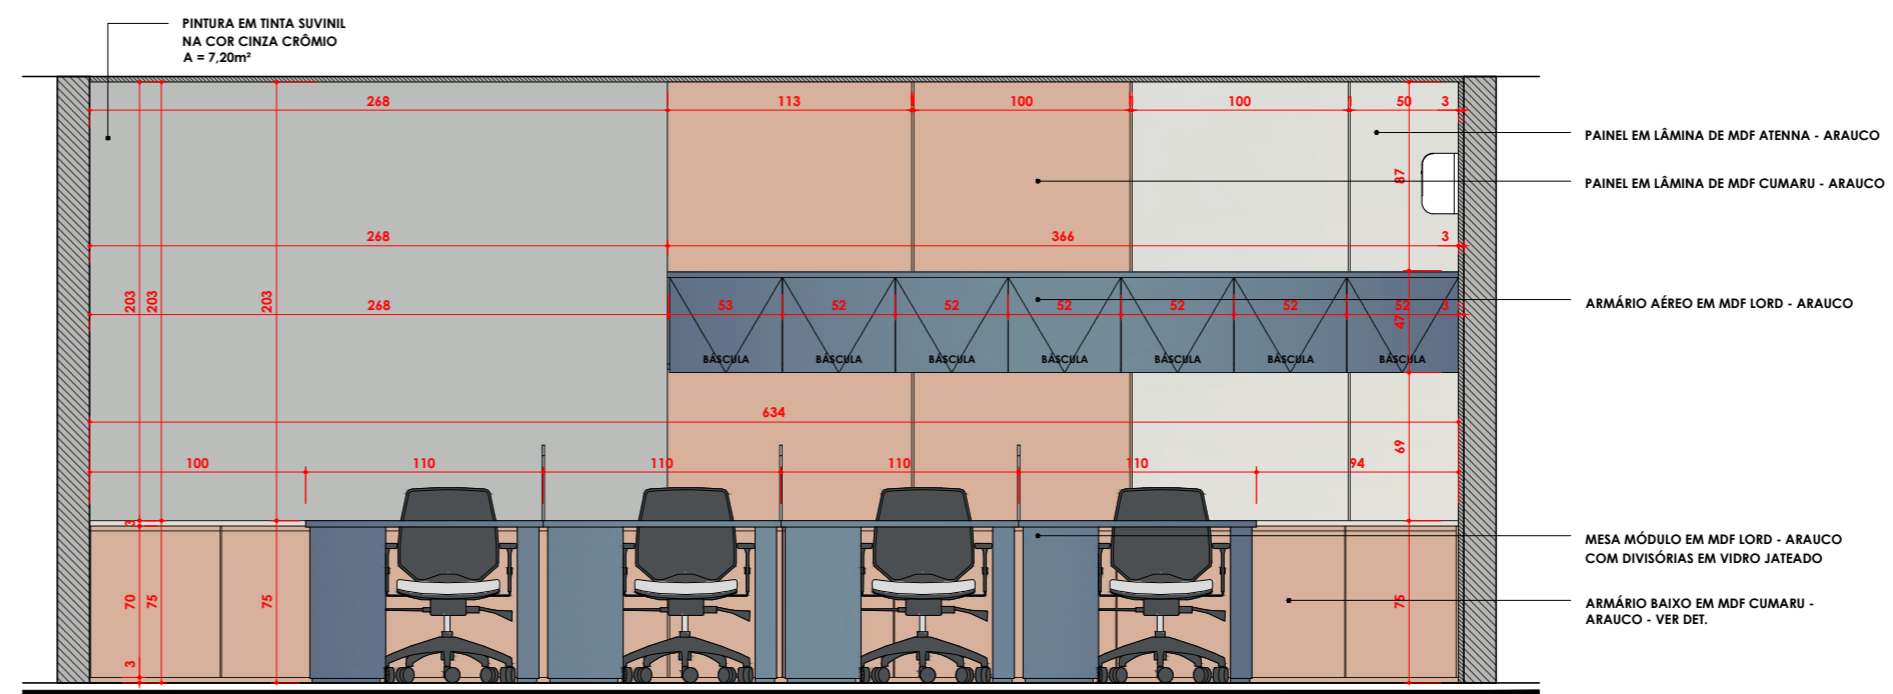 PINTURA EM TINTA SUVINIL
NA COR CINZA CRÔMIO
A = 7,20m²
268
113
100
100
50
3
PAINEL EM LÂMINA DE MDF ATENNA - ARAUCO
87
PAINEL EM LÂMINA DE MDF CUMARU - ARAUCO
268
366
3
203
203
203
268
53
52
52
52
52
52
52
3
ARMÁRIO AÉREO EM MDF LORD - ARAUCO
47
BÁSCULA
BÁSCULA
BÁSCULA
BÁSCULA
BÁSCULA
BÁSCULA
BÁSCULA
634
69
100
110
110
110
110
94
3
MESA MÓDULO EM MDF LORD - ARAUCO
COM DIVISÓRIAS EM VIDRO JATEADO
70
75
75
75
ARMÁRIO BAIXO EM MDF CUMARU -
ARAUCO - VER DET.
3